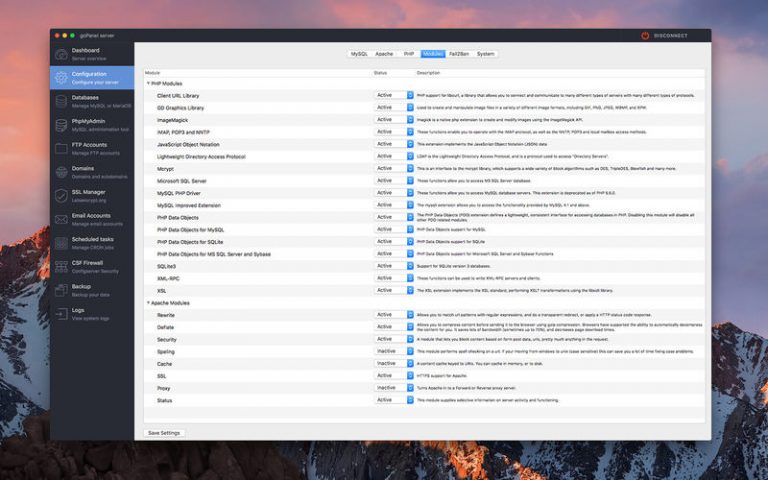 goPanel server
DISCONNECT
Dashboard
Server overview
Configuration
Configure your server
Databases
Manage MySQL or MariaDB
PhpMyAdmin
MySQL administration tool
FTP Accounts
Manage FTP accounts
Domains
Domains and subdomains
SSL Manager
Letsencrypt.org
Email Accounts
Manage email accounts
Scheduled tasks
Manage CRON jobs
CSF Firewall
Configserver Security
Backup
Backup your data
Logs
View system logs
MySQL Apache PHP Modules Fail2Ban System
Module Status Description
PHP Modules
Client URL Library Active PHP support for libcurl, a library that allows you to connect and communicate to many different types of servers with many different types of protocols.
GD Graphics Library Active Used to create and manipulate image files in a variety of different image formats, including GIF, PNG, JPEG, WBMP, and XPM.
ImageMagick Active Imagick is a native php extension to create and modify images using the ImageMagick API.
IMAP, POP3 and NNTP Active These functions enable you to operate with the IMAP protocol, as well as the NNTP, POP3 and local mailbox access methods.
JavaScript Object Notation Active This extension implements the JavaScript Object Notation (JSON) data
Lightweight Directory Access Protocol Active LDAP is the Lightweight Directory Access Protocol, and is a protocol used to access "Directory Servers".
Mcrypt Active This is an interface to the mcrypt library, which supports a wide variety of block algorithms such as DES, TripleDES, Blowfish and many more.
Microsoft SQL Server Active These functions allow you to access MS SQL Server database.
MySQL PHP Driver Active These functions allow you to access MySQL database servers. This extension is deprecated as of PHP 5.5.0.
MySQL Improved Extension Active The mysqli extension allows you to access the functionality provided by MySQL 4.1 and above.
PHP Data Objects Active The PHP Data Objects (PDO) extension defines a lightweight, consistent interface for accessing databases in PHP. Disabling this module will disable all
other PDO related modules.
PHP Data Objects for MySQL Active PHP Data Objects support for MySQL
PHP Data Objects for SQLite Active PHP Data Objects support for SQLite
PHP Data Objects for MS SQL Server and Sybase Active PHP Data Objects support for Microsoft SQL Server and Sybase functions
SQLite3 Active Support for SQLite version 3 databases.
XML-RPC Active These functions can be used to write XML-RPC servers and clients.
XSL Active The XSL extension implements the XSL standard, performing XSLT transformations using the libxslt library.
Apache Modules
Rewrite Active Allows you to match url patterns with regular expressions, and do a transparent redirect, or apply a HTTP status code response.
Deflate Active Allows you to compress content before sending it to the browser using gzip compression. Browsers have supported the ability to automatically decompress
the content for you. It saves lots of bandwidth (sometimes up to 70%), and decreases page download times.
Security Active A module that lets you block content based on form post data, urls, pretty much anything in the request.
Speling Inactive This module performs spell checking on a url. If your moving from windows to unix (case sensitive) this can save you a lot of time fixing case problems.
Cache Inactive A content cache keyed to URLs. You can cache in memory, or to disk.
SSL Active HTTPS support for Apache.
Proxy Inactive Turns Apache in to a Forward or Reverse proxy server.
Status Active This module supplies selective information on server activity and functioning.
Save Settings